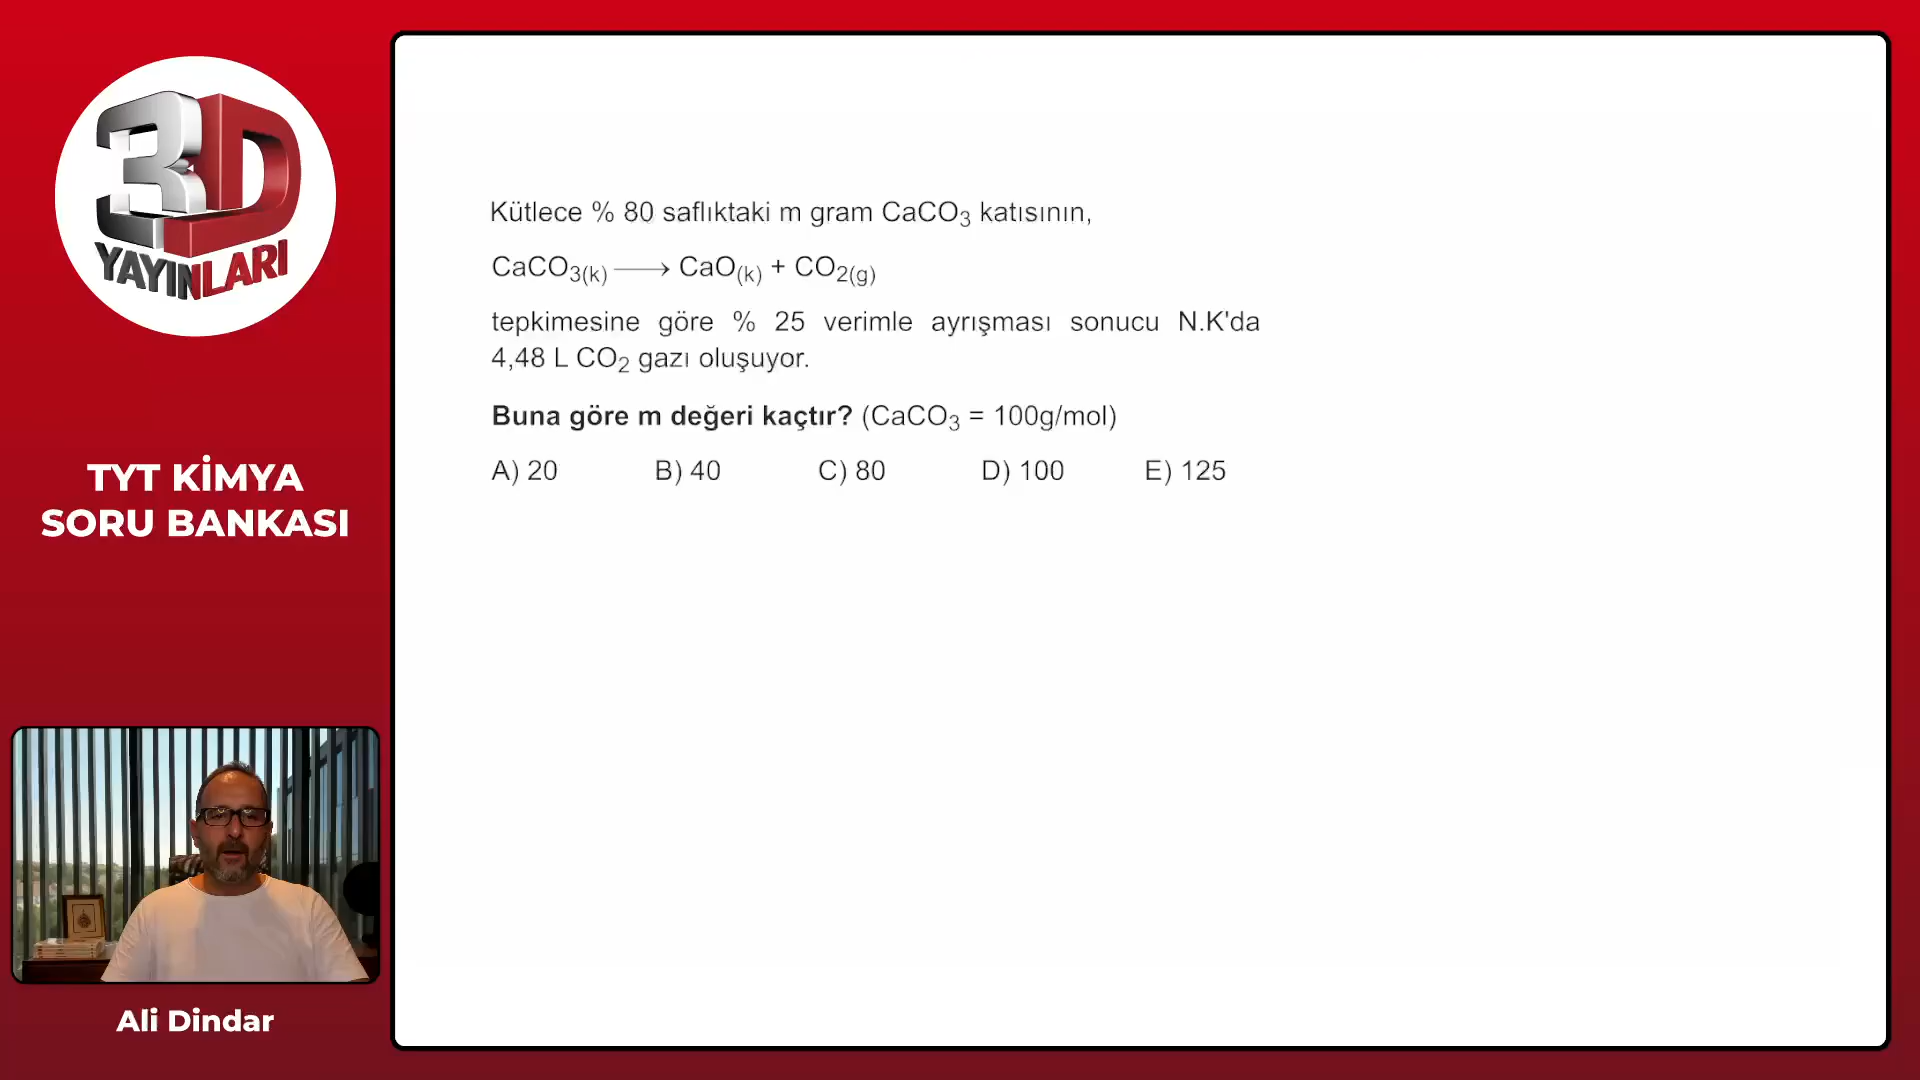 3D
YAYINLARI
TYT KİMYA
SORU BANKASI
Ali Dindar
Kütlece % 80 saflıktaki m gram CaCO₃ katısının,
CaCO₃(k) ⟶ CaO(k) + CO₂(g)
tepkimesine göre % 25 verimle ayrışması sonucu N.K'da
4,48 L CO₂ gazı oluşuyor.
Buna göre m değeri kaçtır? (CaCO₃ = 100g/mol)
A) 20 B) 40 C) 80 D) 100 E) 125